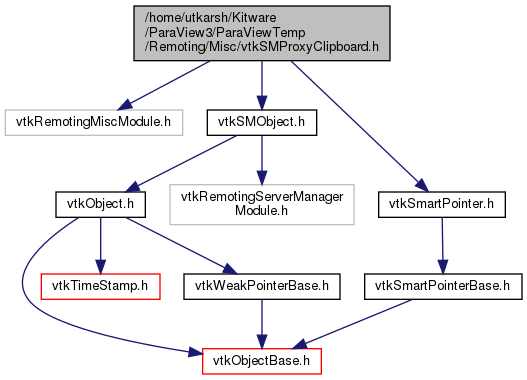 /home/utkarsh/Kitware
/ParaView3/ParaViewTemp
/Remoting/Misc/vtkSMProxyClipboard.h
vtkRemotingMiscModule.h
vtkSMObject.h
vtkObject.h
vtkRemotingServerManager
Module.h
vtkSmartPointer.h
vtkTimeStamp.h
vtkWeakPointerBase.h
vtkSmartPointerBase.h
vtkObjectBase.h